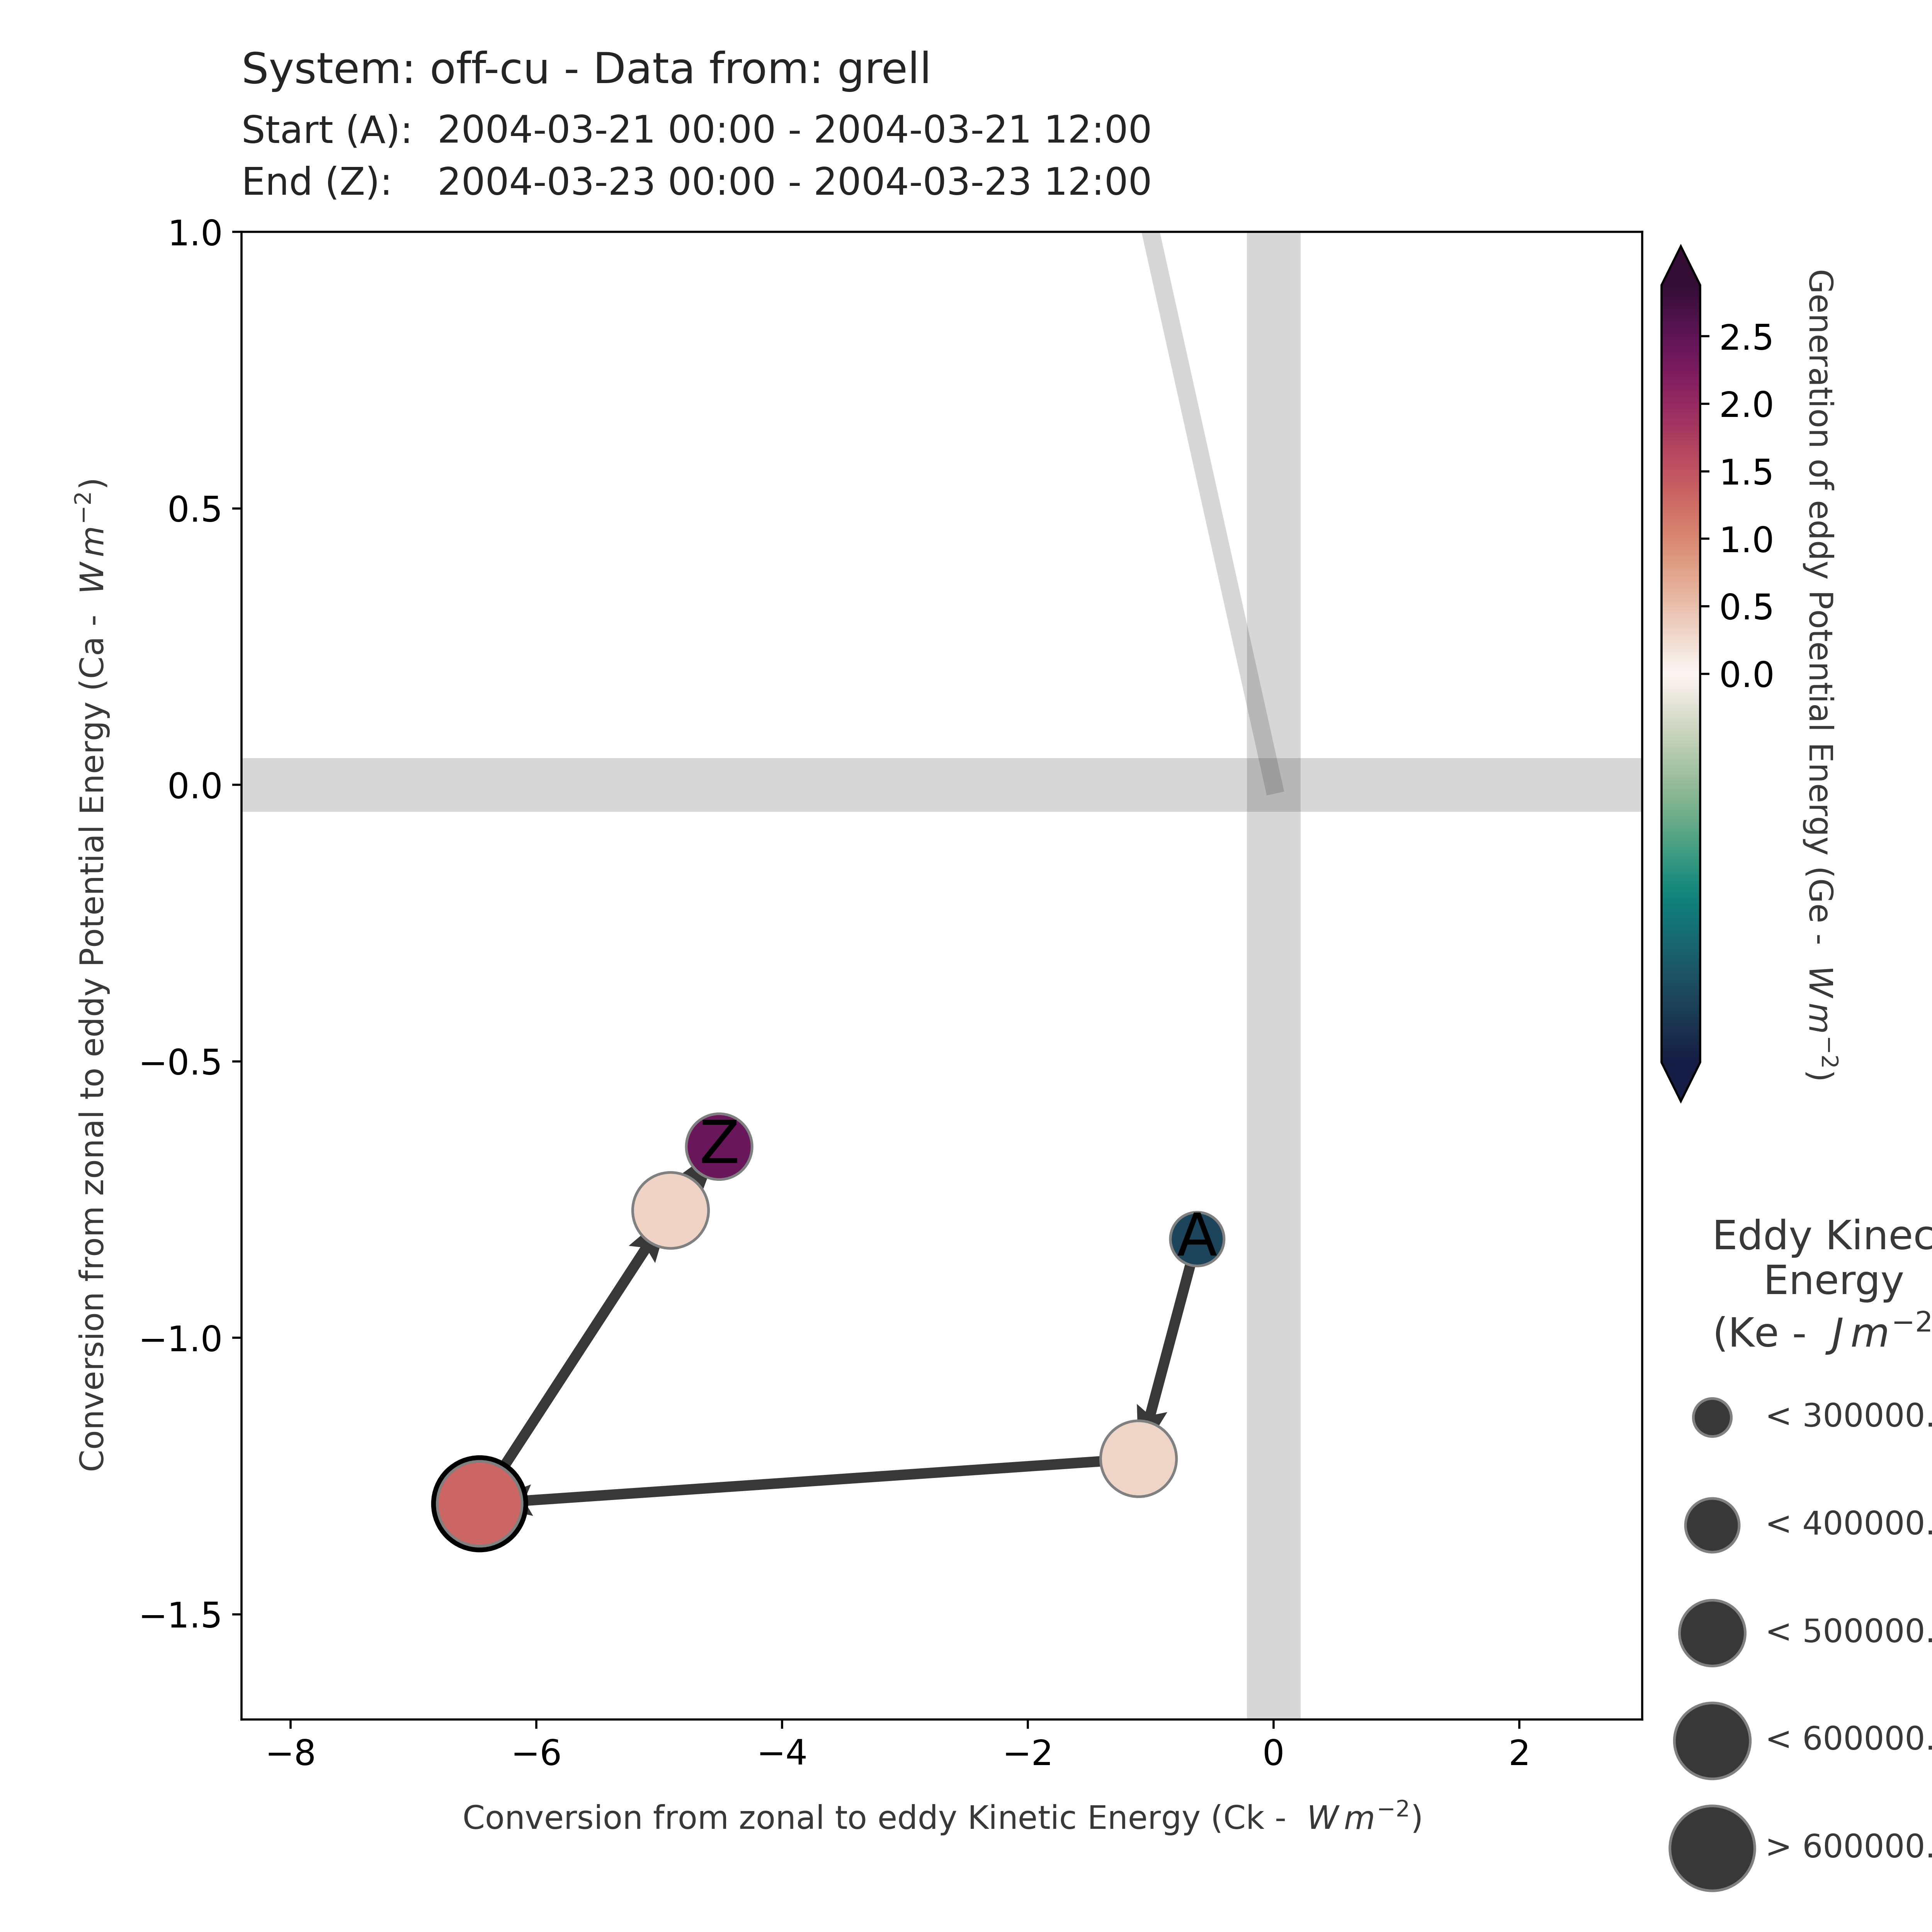 System: off-cu - Data from: grell
Start (A): 2004-03-21 00:00 - 2004-03-21 12:00
End (Z): 2004-03-23 00:00 - 2004-03-23 12:00
1.0
0.5
0.0
−0.5
−1.0
−1.5
Conversion from zonal to eddy Potential Energy (Ca - W m⁻²)
Z
A
−8
−6
−4
−2
0
2
Conversion from zonal to eddy Kinetic Energy (Ck - W m⁻²)
2.5
2.0
1.5
1.0
0.5
0.0
Generation of eddy Potential Energy (Ge - W m⁻²)
Eddy Kinec
Energy
(Ke - J m⁻²
< 300000.
< 400000.
< 500000.
< 600000.
> 600000.